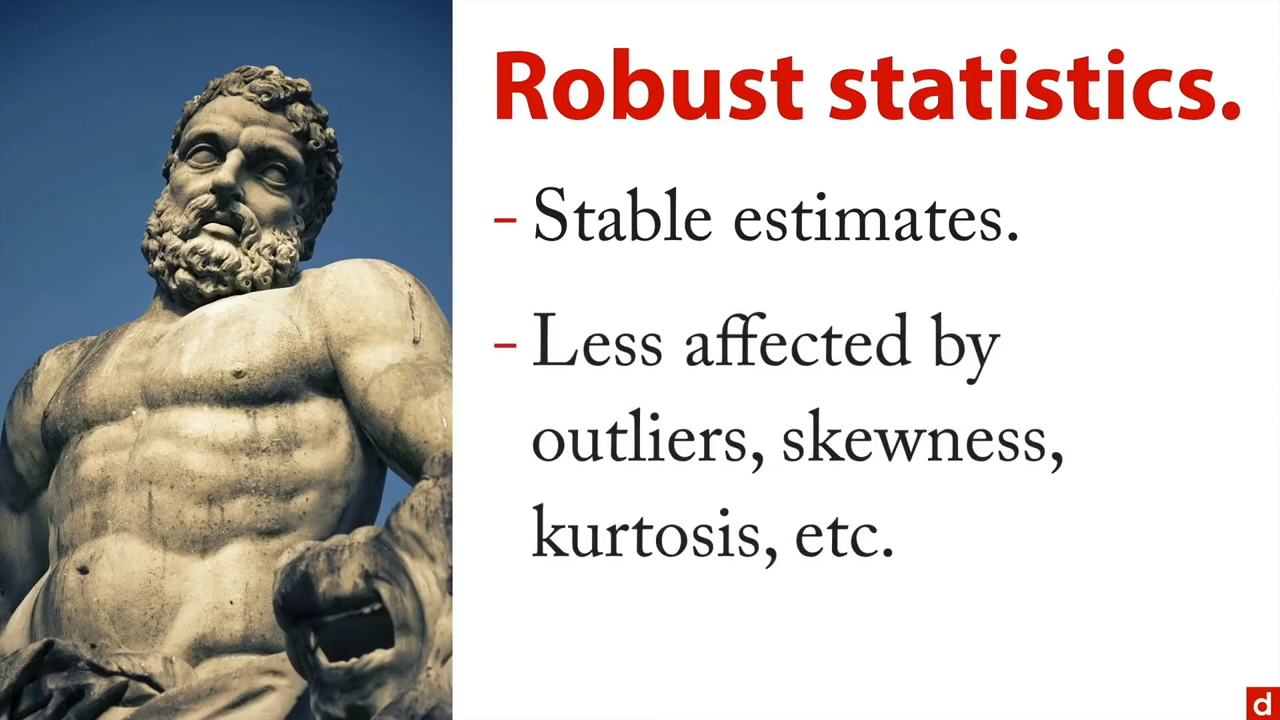 Robust statistics.
- Stable estimates.
- Less affected by
outliers, skewness,
kurtosis, etc.
d